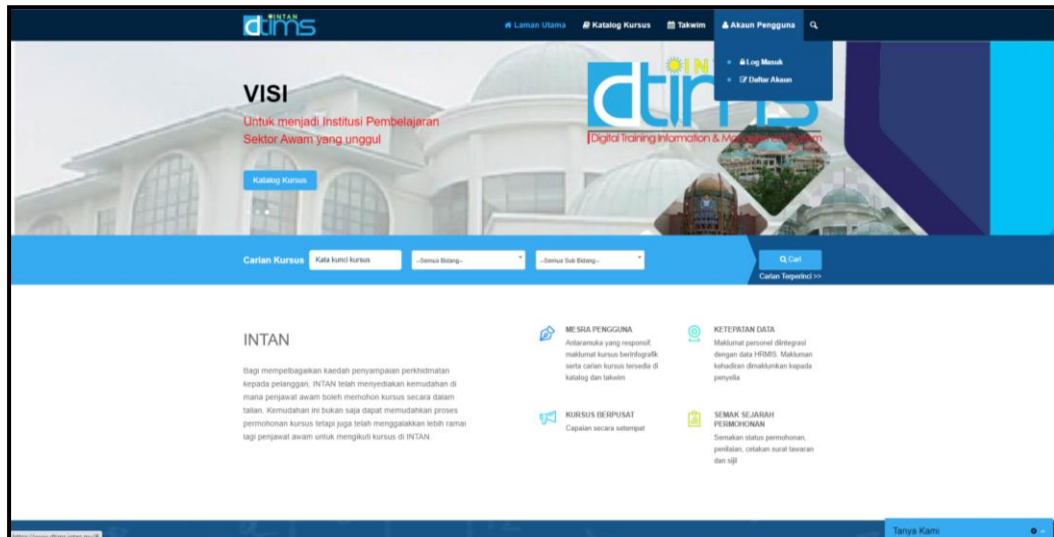 INTAN
dtims
Laman Utama Katalog Kursus Takwim Akaun Pengguna
Log Masuk
Daftar Akaun
VISI
Untuk menjadi Institusi Pembelajaran
Sektor Awam yang unggul
Katalog Kursus
IN
dtims
Digital Training Information & M
Carian Kursus Kata kunci kursus --Semua Bidang-- --Semua Sub Bidang-- Cari
Carian Terperinci >>
INTAN
Bagi mempelbagaikan kaedah penyampaian perkhidmatan
kepada pelanggan, INTAN telah menyediakan kemudahan di
mana penjawat awam boleh memohon kursus secara dalam
talian. Kemudahan ini bukan saja dapat memudahkan proses
permohonan kursus tetapi juga telah menggalakkan lebih ramai
lagi penjawat awam untuk mengikuti kursus di INTAN.
MESRA PENGGUNA
Antaramuka yang responsif,
maklumat kursus berinfografik
serta carian kursus tersedia di
katalog dan takwim
KETEPATAN DATA
Maklumat personel diintegrasi
dengan data HRMIS. Makluman
kehadiran dimaklumkan kepada
penyelia
KURSUS BERPUSAT
Capaian secara setempat
SEMAK SEJARAH
PERMOHONAN
Semakan status permohonan,
penilaian, cetakan surat tawaran
dan sijil
Tanya Kami